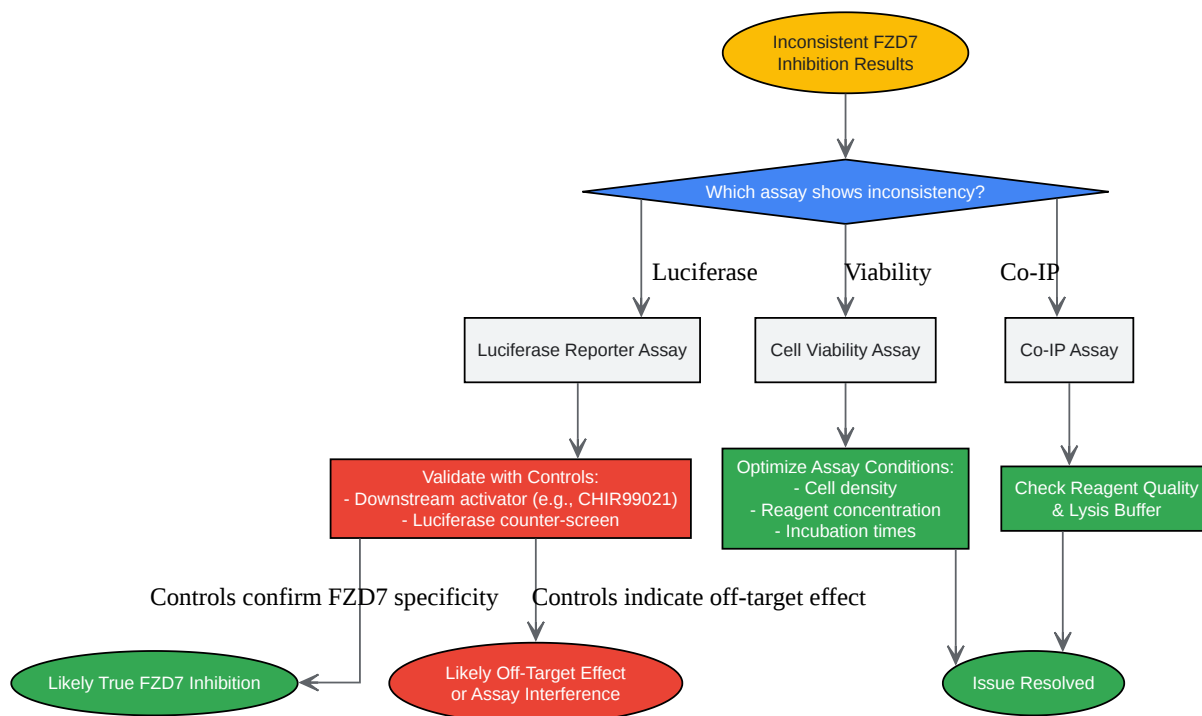 Inconsistent FZD7
Inhibition Results
Which assay shows inconsistency?
Luciferase
Viability
Co-IP
Luciferase Reporter Assay
Cell Viability Assay
Co-IP Assay
Validate with Controls:
- Downstream activator (e.g., CHIR99021)
- Luciferase counter-screen
Optimize Assay Conditions:
- Cell density
- Reagent concentration
- Incubation times
Check Reagent Quality
& Lysis Buffer
Controls confirm FZD7 specificity
Controls indicate off-target effect
Likely True FZD7 Inhibition
Likely Off-Target Effect
or Assay Interference
Issue Resolved